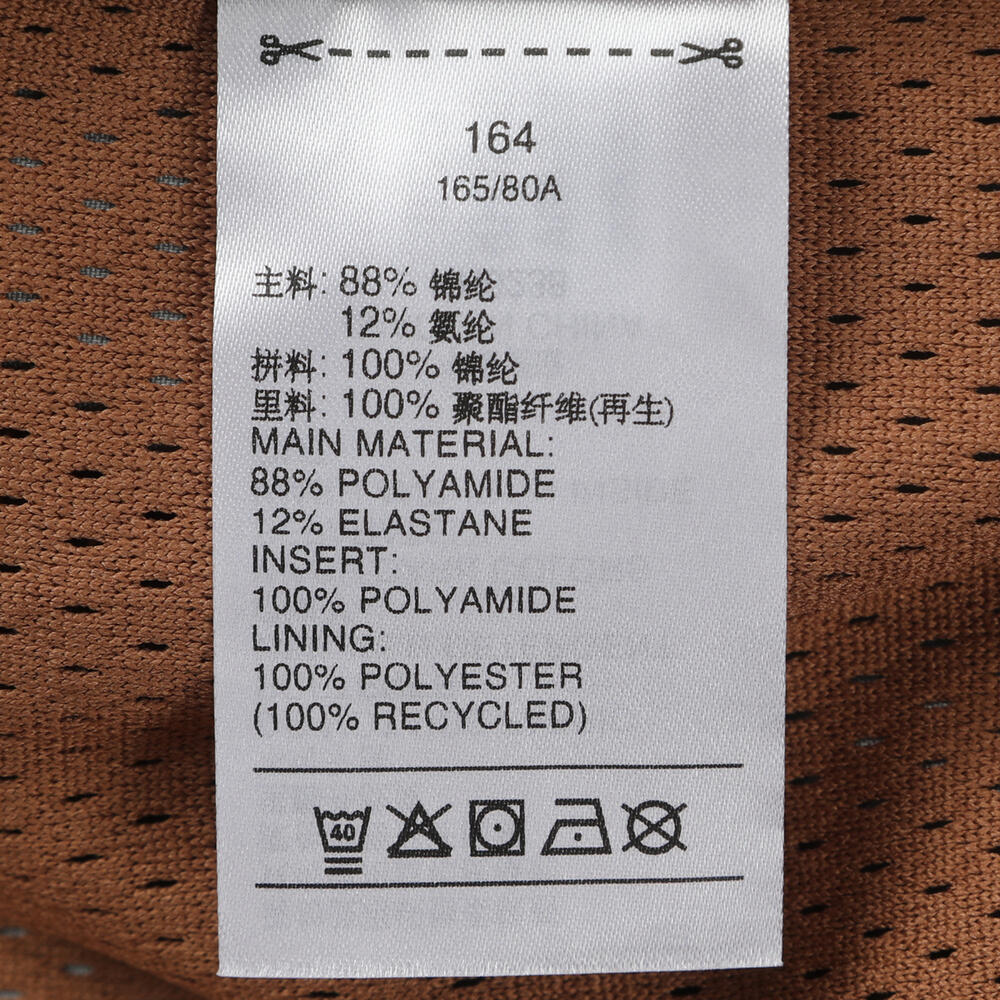 164
165/80A
主料: 88% 锦纶
12% 氨纶
拼料: 100% 锦纶
里料: 100% 聚酯纤维(再生)
MAIN MATERIAL:
88% POLYAMIDE
12% ELASTANE
INSERT:
100% POLYAMIDE
LINING:
100% POLYESTER
(100% RECYCLED)
40